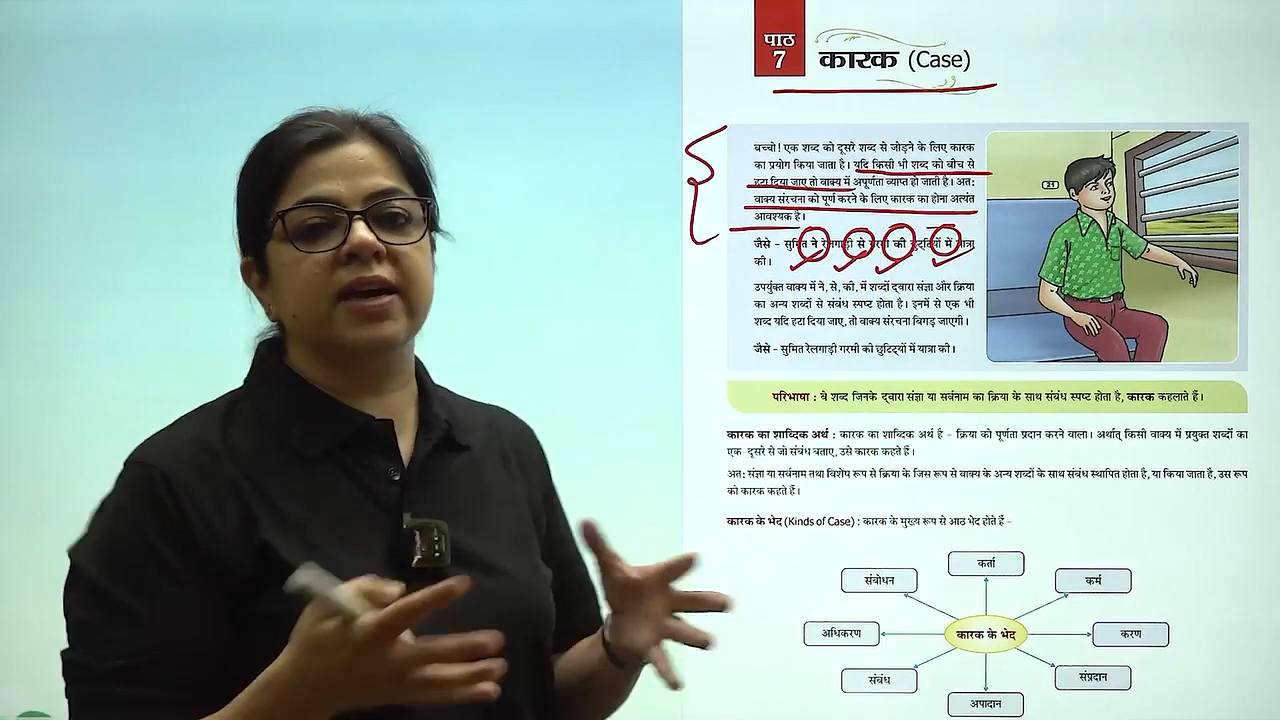 पाठ
7
कारक (Case)
बच्चो! एक शब्द को दूसरे शब्द से जोड़ने के लिए कारक
का प्रयोग किया जाता है। यदि किसी भी शब्द को बीच से
हटा दिया जाए तो वाक्य में अपूर्णता व्याप्त हो जाती है। अत:
वाक्य संरचना को पूर्ण करने के लिए कारक का होना अत्यंत
आवश्यक है।
जैसे – सुमित ने रेलगाड़ी से गरमी की छुट्टियों में यात्रा
की।
उपर्युक्त वाक्य में ने, से, की, में शब्दों द्वारा संज्ञा और क्रिया
का अन्य शब्दों से संबंध स्पष्ट होता है। इनमें से एक भी
शब्द यदि हटा दिया जाए, तो वाक्य संरचना बिगड़ जाएगी।
जैसे – सुमित रेलगाड़ी गरमी की छुट्टियों में यात्रा की।
21
परिभाषा : वे शब्द जिनके द्वारा संज्ञा या सर्वनाम का क्रिया के साथ संबंध स्पष्ट होता है, कारक कहलाते हैं।
कारक का शाब्दिक अर्थ : कारक का शाब्दिक अर्थ है – क्रिया को पूर्णता प्रदान करने वाला। अर्थात् किसी वाक्य में प्रयुक्त शब्दों का
एक-दूसरे से जो संबंध बताए, उसे कारक कहते हैं।
अत: संज्ञा या सर्वनाम तथा विशेष रूप से क्रिया के जिस रूप से वाक्य के अन्य शब्दों के साथ संबंध स्थापित होता है, या किया जाता है, उस रूप
को कारक कहते हैं।
कारक के भेद (Kinds of Case) : कारक के मुख्य रूप से आठ भेद होते हैं –
कर्ता
संबोधन
कर्म
अधिकरण
कारक के भेद
करण
संबंध
संप्रदान
अपादान